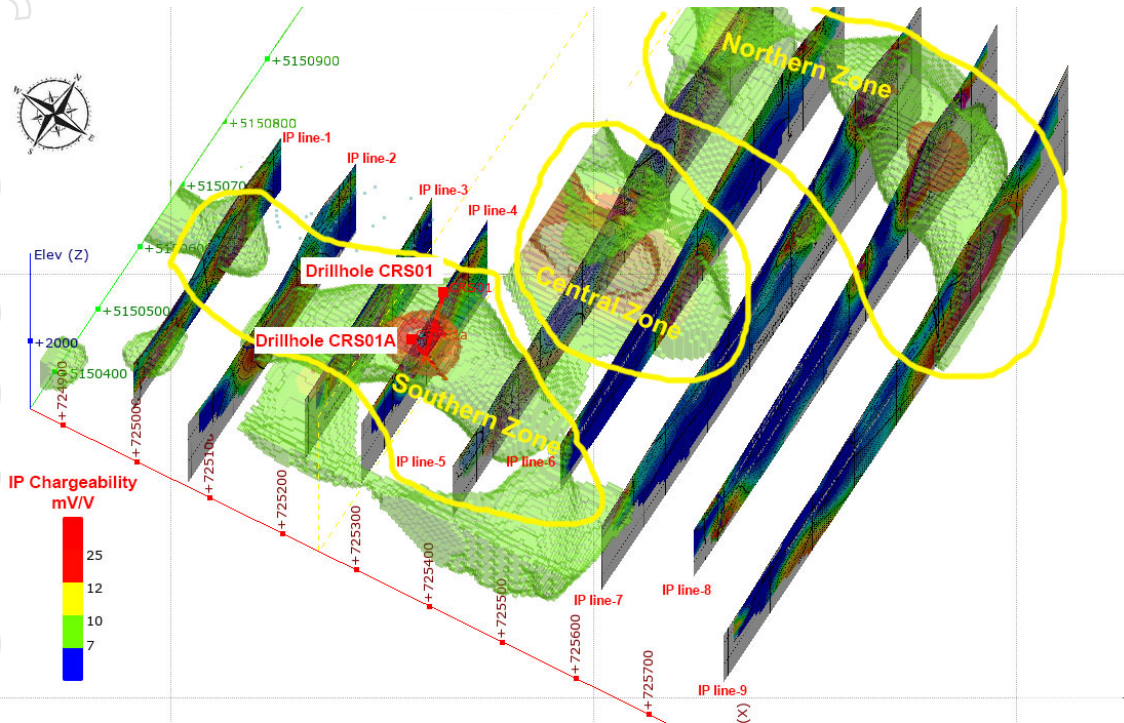 Northern Zone
+5150900
N
W
E
S
+5150800
IP line-1
IP line-2
+515070
IP line-3
IP line-4
+5150600
Elev (Z)
Drillhole CRS01
Central Zone
+5150500
Drillhole CRS01A
+2000
5150400
Southern Zone
+724900
+725000
+725100
IP line-5
IP line-6
IP Chargeability
mV/V
+725200
25
+725300
12
+725400
10
7
+725500
IP line-7
IP line-8
+725600
+725700
IP line-9
(X)